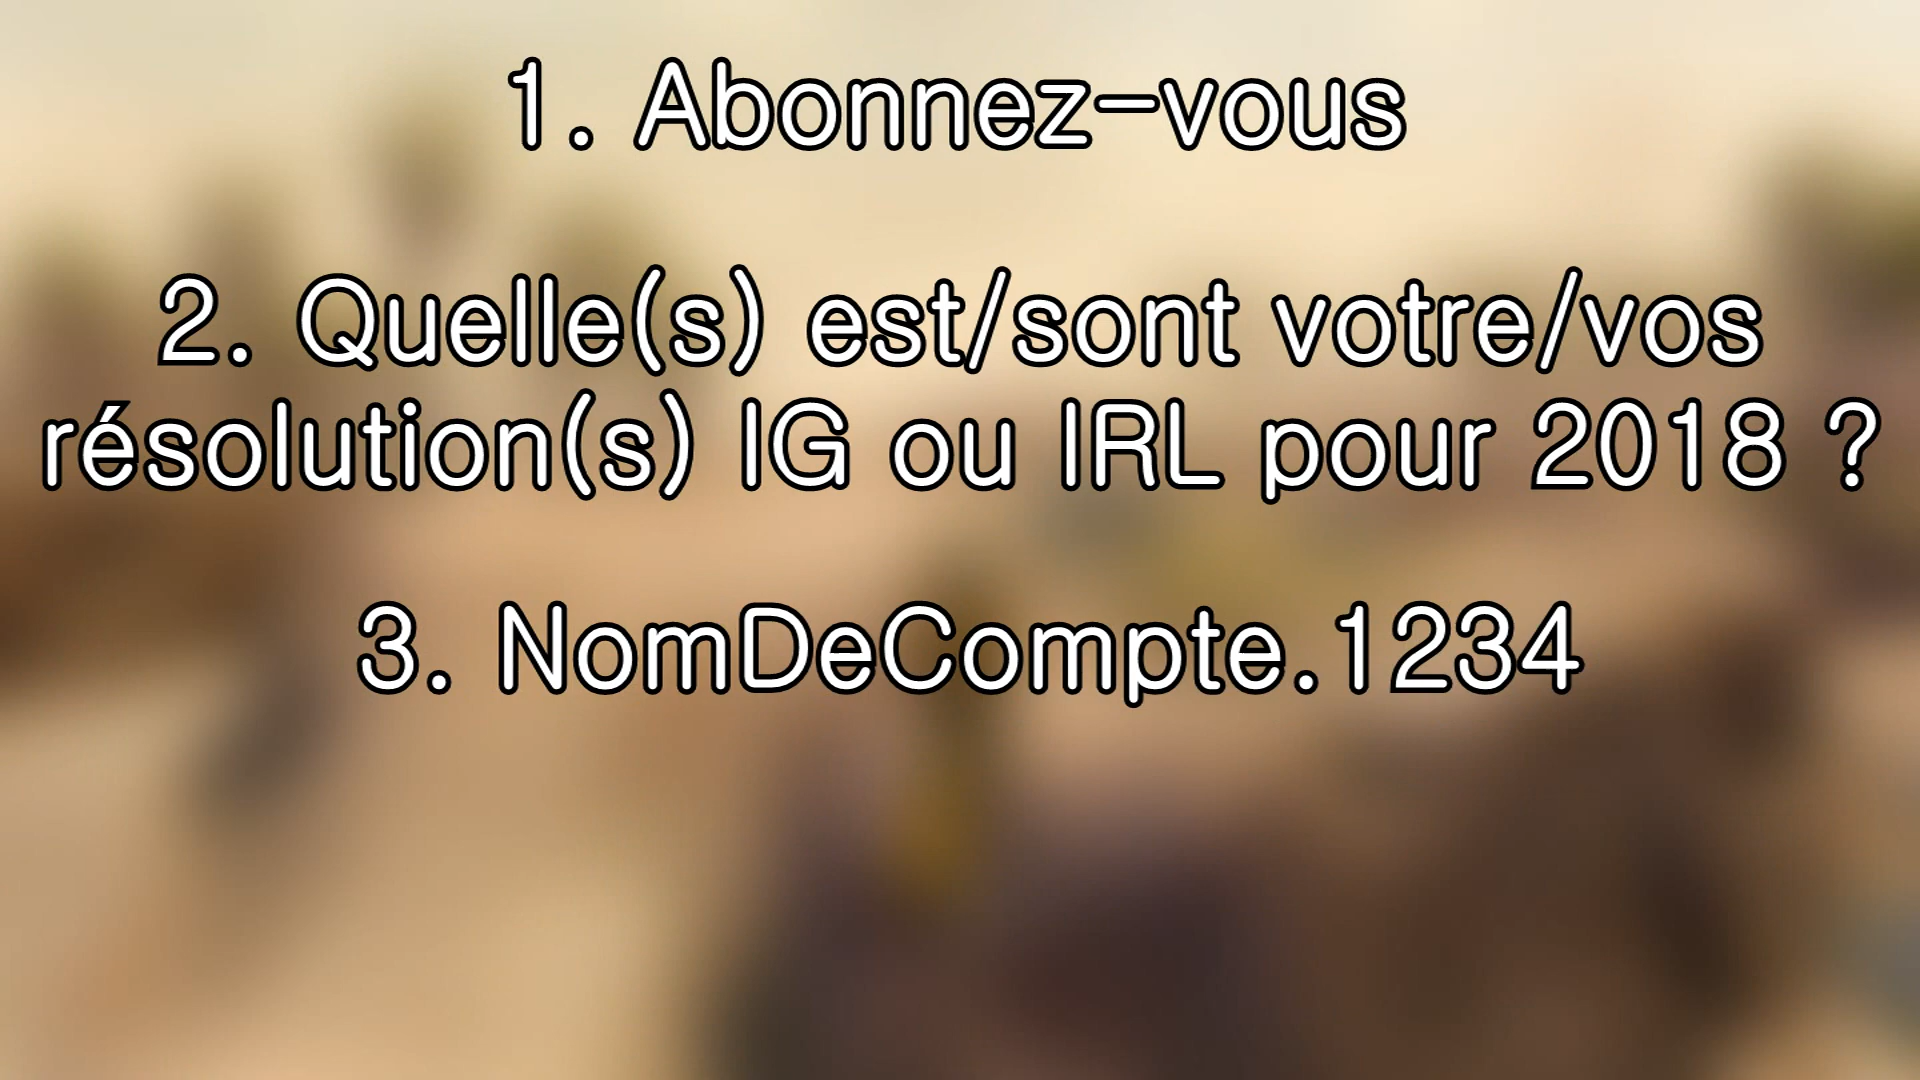 1. Abonnez-vous
2. Quelle(s) est/sont votre/vos
résolution(s) IG ou IRL pour 2018 ?
3. NomDeCompte.1234